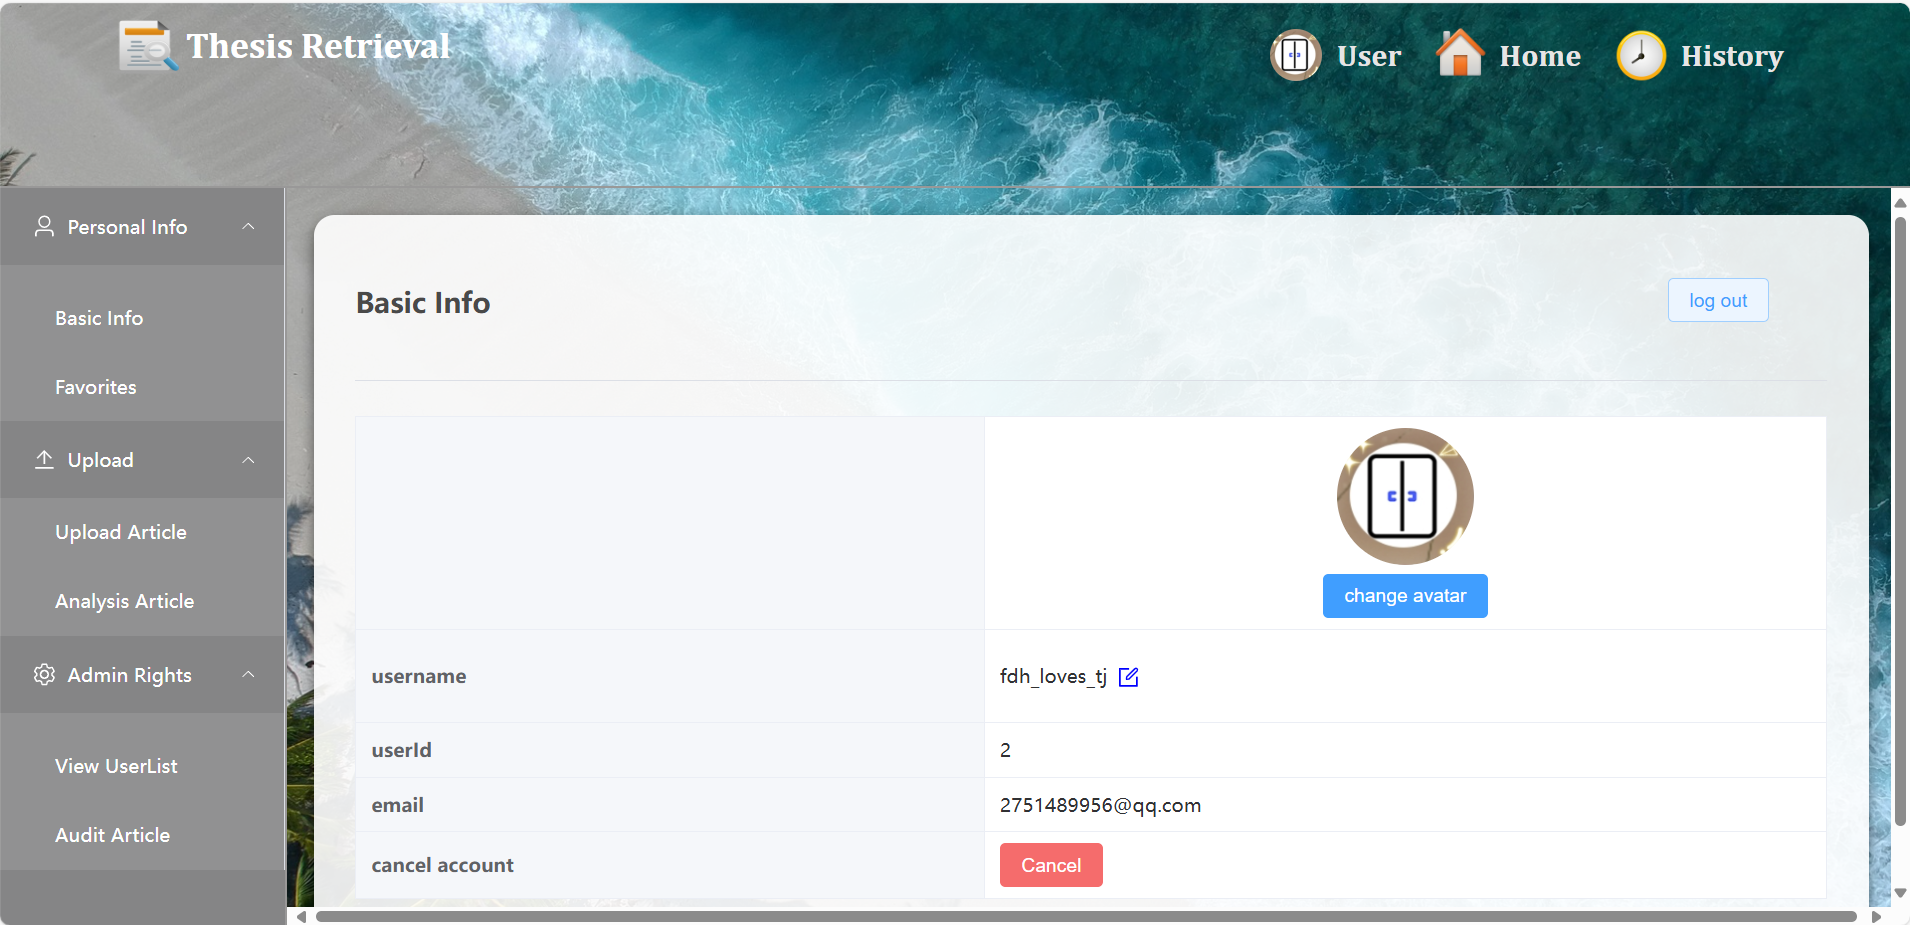 Thesis Retrieval
User
Home
History
Personal Info
Basic Info
Favorites
Upload
Upload Article
Analysis Article
Admin Rights
View UserList
Audit Article
Basic Info
log out
change avatar
username
fdh_loves_tj
userId
2
email
2751489956@qq.com
cancel account
Cancel